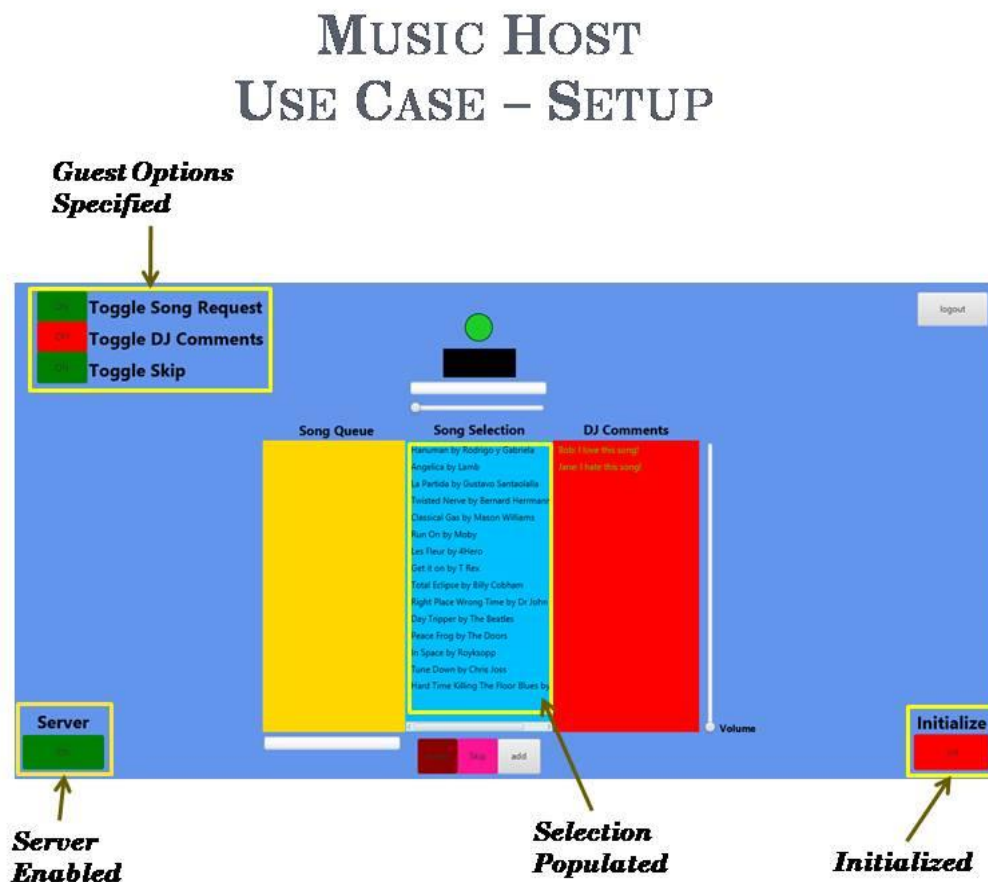 MUSIC HOST
USE CASE – SETUP
Guest Options
Specified
Toggle Song Request
Toggle DJ Comments
Toggle Skip
logout
Song Queue
Song Selection
DJ Comments
Hanuman by Rodrigo y Gabriela
Angelica by Lamb
La Partida by Gustavo Santaolalla
Twisted Nerve by Bernard Herrmann
Classical Gas by Mason Williams
Run On by Moby
Les Fleur by 4Hero
Get it on by T Rex
Total Eclipse by Billy Cobham
Right Place Wrong Time by Dr John
Day Tripper by The Beatles
Peace Frog by The Doors
In Space by Royksopp
Tune Down by Chris Joss
Hard Time Killing The Floor Blues by
Bob: I love this song!
Jane: I hate this song!
Volume
Server
Initialize
Skip
add
Server
Enabled
Selection
Populated
Initialized